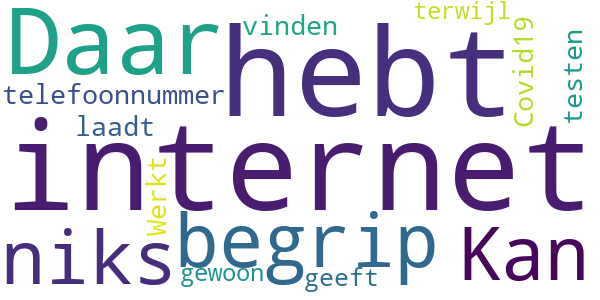 Daar
hebt
vinden
terwijl
Covid19
testen
telefoonnummer
laadt
internet
Werkt
niks
begrip
Kan
gewoon
geeft